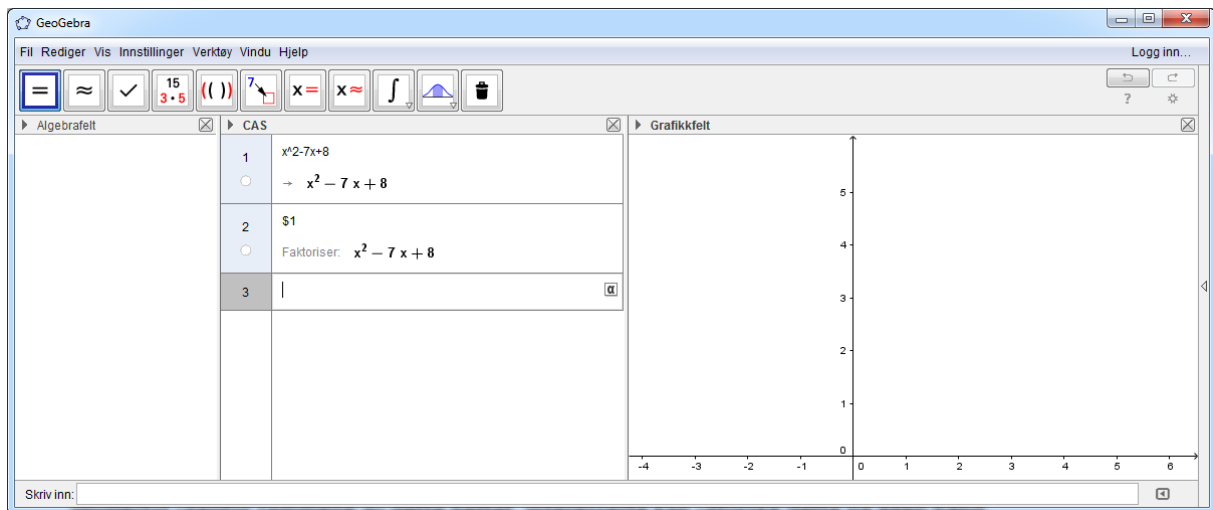 GeoGebra
Fil Rediger Vis Innstillinger Verktøy Vindu Hjelp
Logg inn...
= ≈ ✓ 15 3•5 (( )) 7 x= x≈ ∫
?
Algebrafelt
CAS
Grafikkfelt
1
x^2-7x+8
→ x² − 7 x + 8
2
$1
Faktoriser: x² − 7 x + 8
3
α
5
4
3
2
1
0
-4 -3 -2 -1 0 1 2 3 4 5 6
Skriv inn: